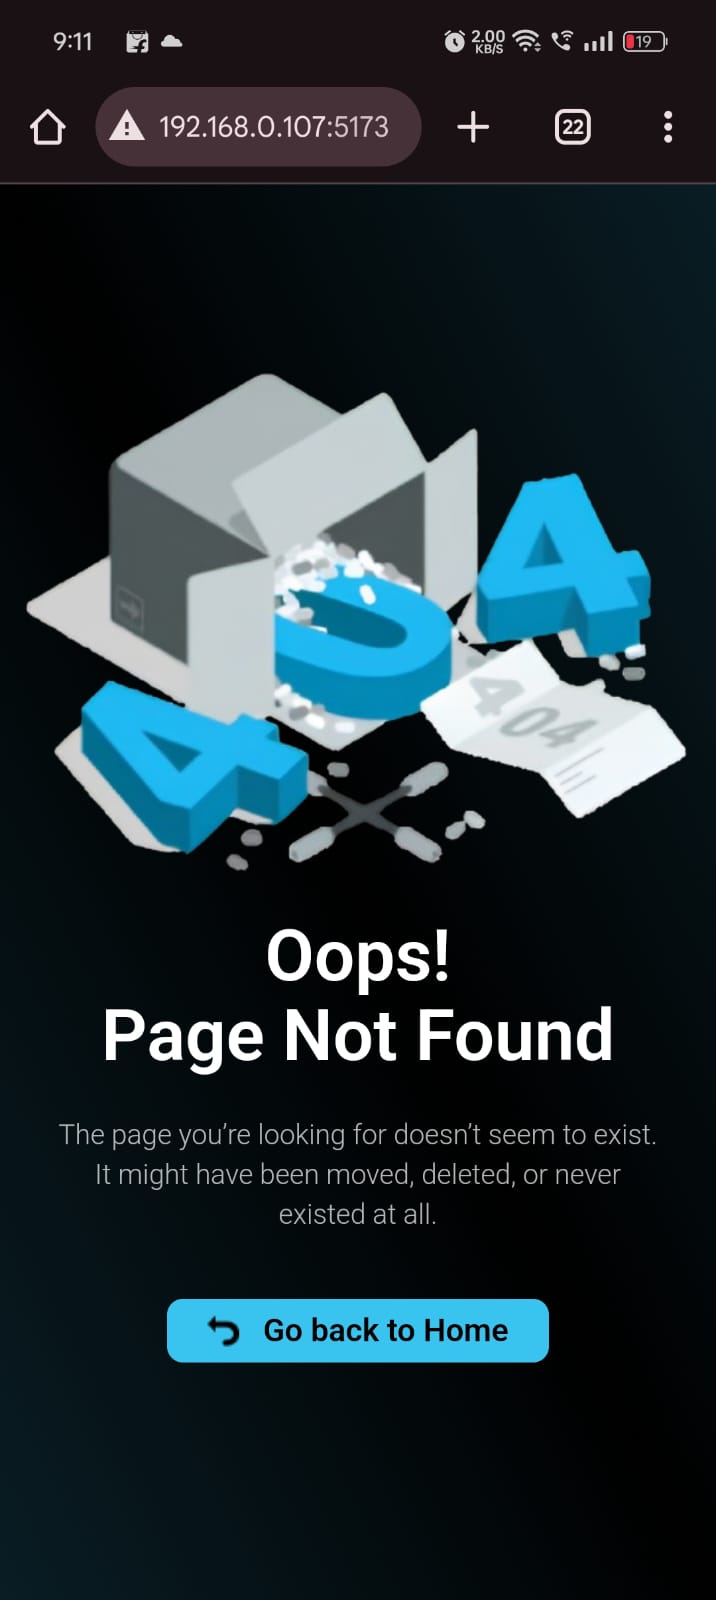 9:11
2.00
KB/S
19
192.168.0.107:5173
22
404
404
Oops!
Page Not Found
The page you’re looking for doesn’t seem to exist.
It might have been moved, deleted, or never
existed at all.
Go back to Home